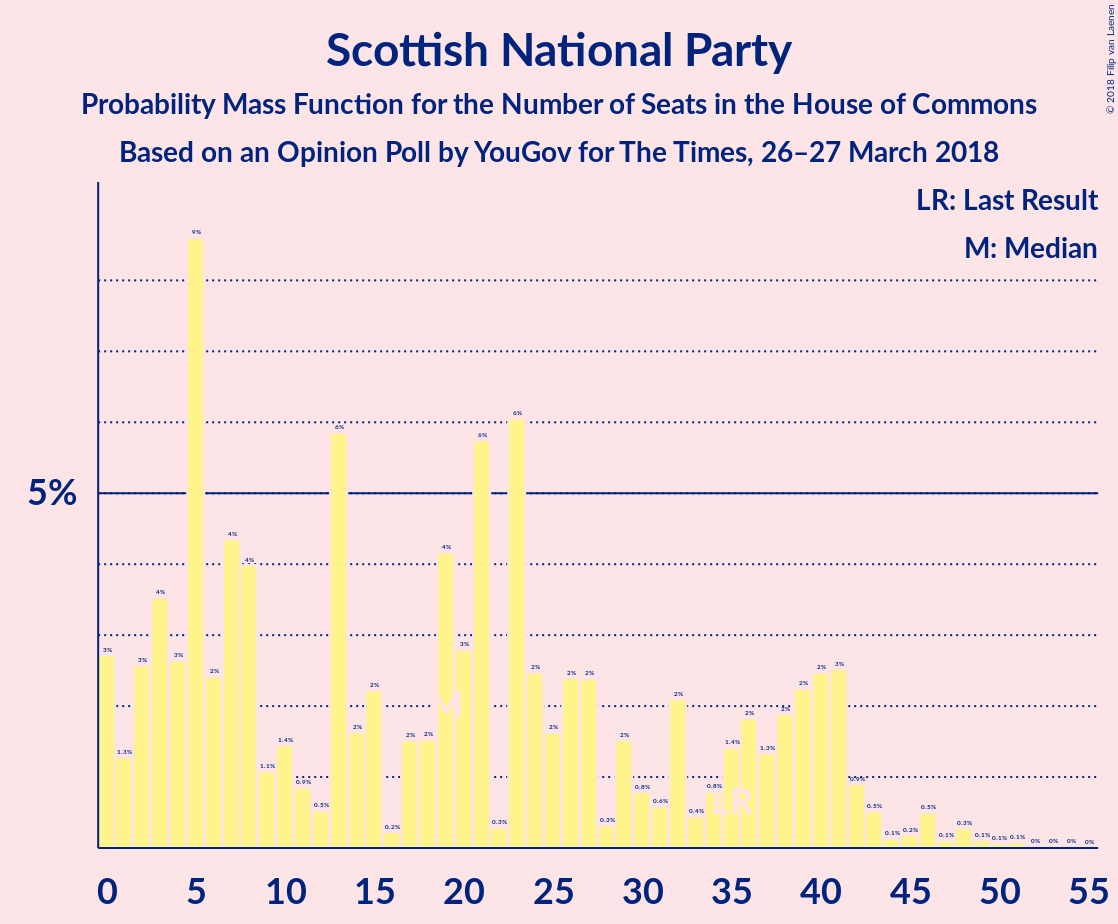 Scottish National Party
Probability Mass Function for the Number of Seats in the House of Commons
Based on an Opinion Poll by YouGov for The Times, 26–27 March 2018
© 2018 Filip van Laenen
LR: Last Result
M: Median
5%
3% 1.3% 3% 4% 3% 9% 2% 4% 4% 1.1% 1.4% 0.9% 0.5% 6% 2% 2% 0.2% 2% 2% 4% 3% 6% 0.3% 6% 2% 2% 2% 2% 0.3% 2% 0.8% 0.6% 2% 0.4% 0.8% 1.4% 2% 1.3% 2% 2% 2% 3% 0.9% 0.5% 0.1% 0.2% 0.5% 0.1% 0.3% 0.1% 0.1% 0.1% 0% 0% 0% 0%
M
LR
0 5 10 15 20 25 30 35 40 45 50 55